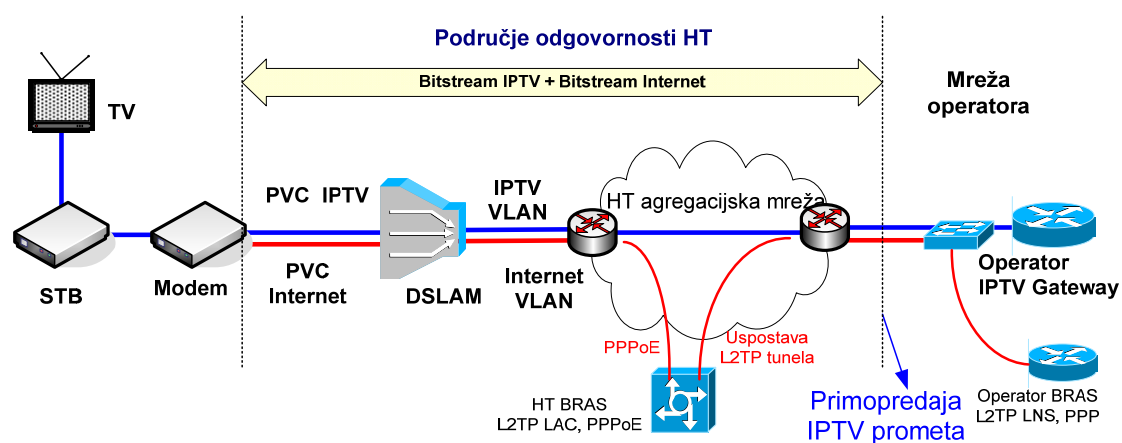 Područje odgovornosti HT
Bitstream IPTV + Bitstream Internet
Mreža
operatora
TV
PVC IPTV
IPTV
VLAN
HT agregacijska mreža
STB
Modem
PVC
Internet
DSLAM
Internet
VLAN
Operator
IPTV Gateway
PPPoE
Uspostava
L2TP tunela
HT BRAS
L2TP LAC, PPPoE
Primopredaja
IPTV prometa
Operator BRAS
L2TP LNS, PPP